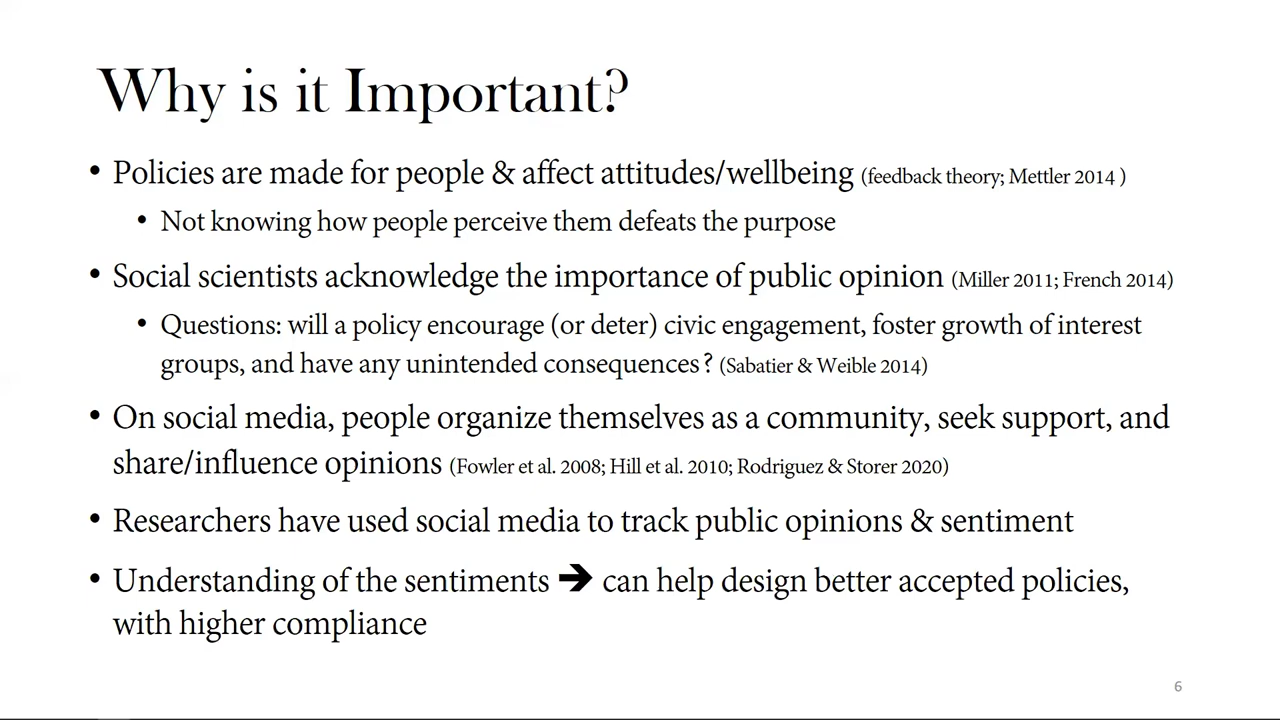 Why is it Important?
• Policies are made for people & affect attitudes/wellbeing (feedback theory; Mettler 2014 )
• Not knowing how people perceive them defeats the purpose
• Social scientists acknowledge the importance of public opinion (Miller 2011; French 2014)
• Questions: will a policy encourage (or deter) civic engagement, foster growth of interest
groups, and have any unintended consequences? (Sabatier & Weible 2014)
• On social media, people organize themselves as a community, seek support, and
share/influence opinions (Fowler et al. 2008; Hill et al. 2010; Rodriguez & Storer 2020)
• Researchers have used social media to track public opinions & sentiment
• Understanding of the sentiments ➔ can help design better accepted policies,
with higher compliance
6